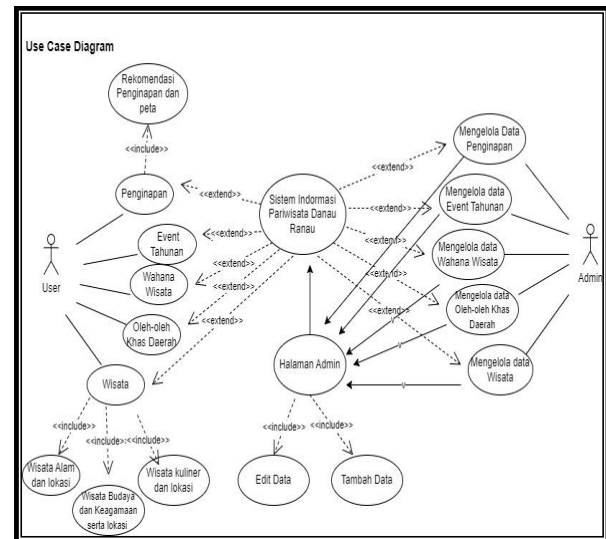 Use Case Diagram
Rekomendasi
Penginapan dan
peta
<<include>>
Penginapan
<<extend>>
Sistem Indormasi
Pariwisata Danau
Ranau
<<extend>>
Mengelola Data
Penginapan
Event
Tahunan
<<extend>>
<<extend>>
Mengelola data
Event Tahunan
User
Wahana
Wisata
<<extend>>
<<extend>>
Mengelola data
Wahana Wisata
Admin
Oleh-oleh
Khas Daerah
<<extend>>
<<extend>>
Mengelola data
Oleh-oleh Khas
Daerah
<<extend>>
<<extend>>
Wisata
Halaman Admin
Mengelola data
Wisata
<<include>>
<<include>>
<<include>>
<<include>>
<<include>>
Wisata Alam
dan lokasi
Wisata Budaya
dan Keagamaan
serta lokasi
Wisata kuliner
dan lokasi
Edit Data
Tambah Data